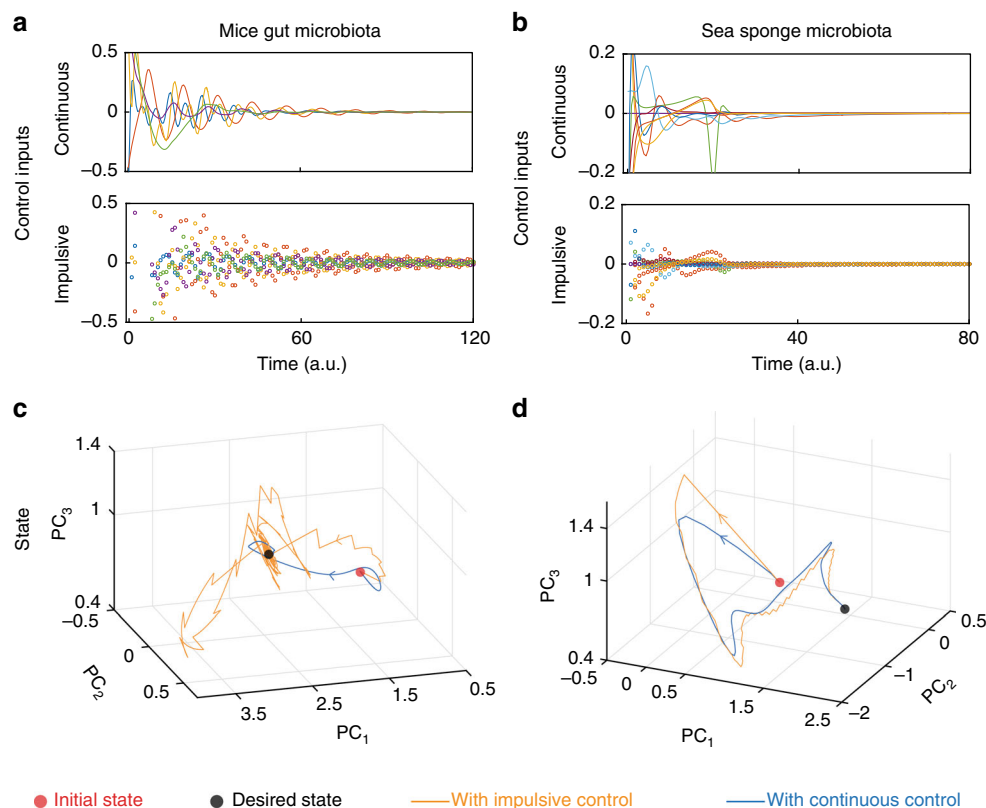 a
Mice gut microbiota
b
Sea sponge microbiota
Control inputs
Continuous
0.5
0
−0.5
Impulsive
0.5
0
−0.5
0
60
120
Time (a.u.)
Control inputs
Continuous
0.2
0
−0.2
Impulsive
0.2
0
−0.2
0
40
80
Time (a.u.)
c
State
PC3
1.4
1
0.4
−0.5
0
0.5
PC2
3.5
2.5
1.5
0.5
PC1
d
PC3
1.4
1
0.4
−0.5
0
0.5
1.5
2.5
PC1
−2
−1
0
0.5
PC2
Initial state
Desired state
With impulsive control
With continuous control